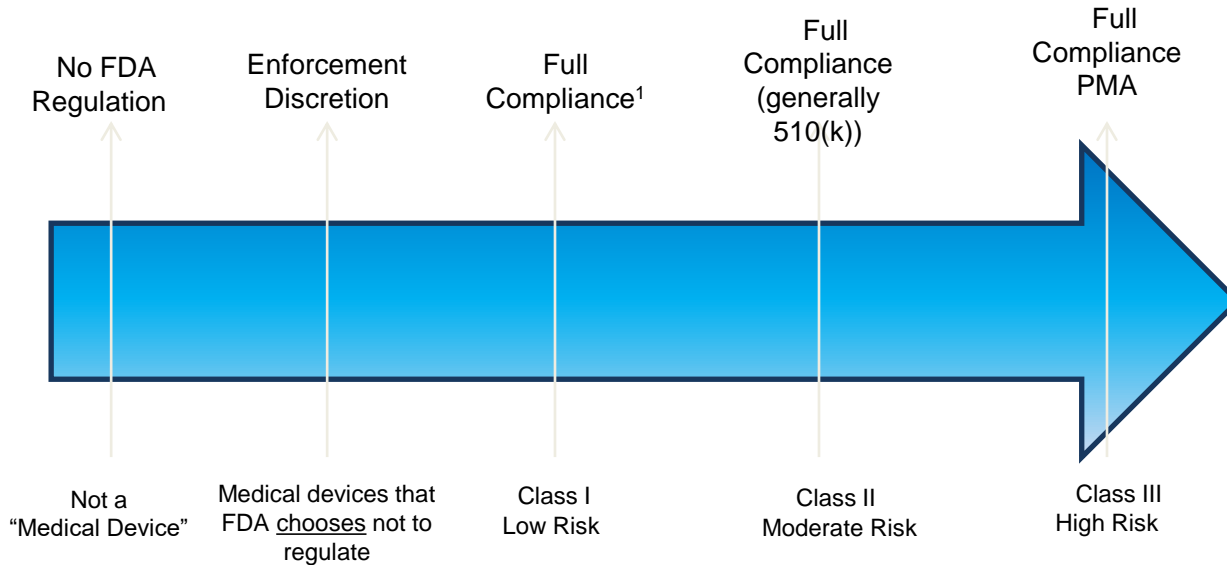 No FDA
Regulation
Enforcement
Discretion
Full
Compliance¹
Full
Compliance
(generally
510(k))
Full
Compliance
PMA
Not a
“Medical Device”
Medical devices that
FDA chooses not to
regulate
Class I
Low Risk
Class II
Moderate Risk
Class III
High Risk